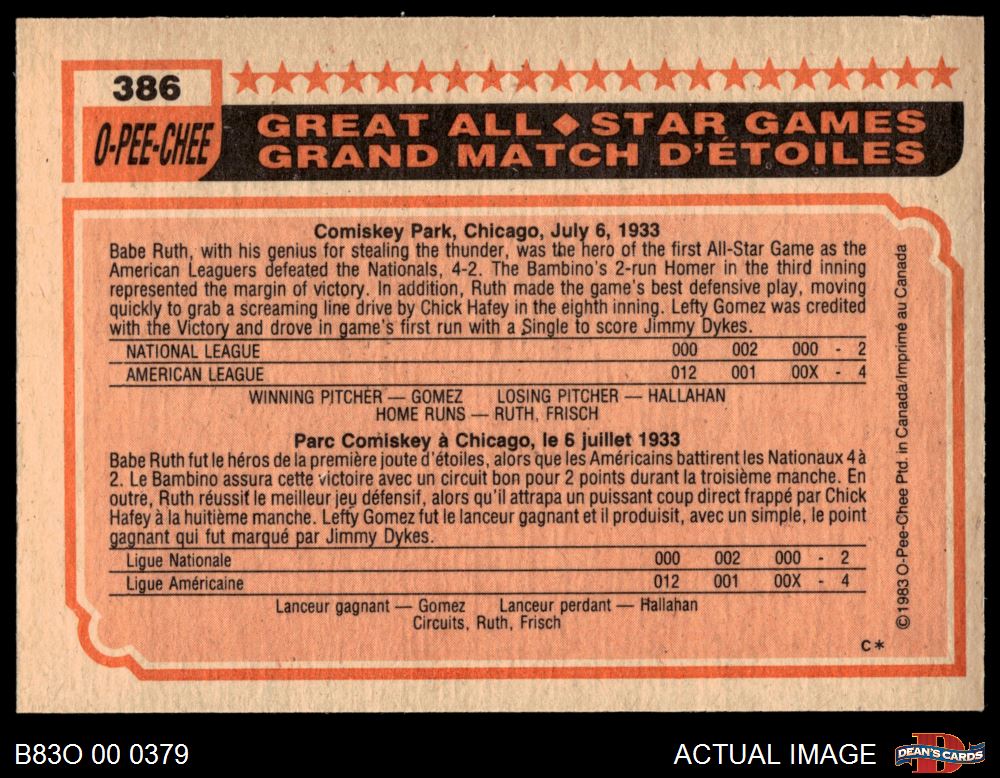 386
O-PEE-CHEE
GREAT ALL STAR GAMES
GRAND MATCH D'ÉTOILES
Comiskey Park, Chicago, July 6, 1933
Babe Ruth, with his genius for stealing the thunder, was the hero of the first All-Star Game as the
American Leaguers defeated the Nationals, 4-2. The Bambino's 2-run Homer in the third inning
represented the margin of victory. In addition, Ruth made the game's best defensive play, moving
quickly to grab a screaming line drive by Chick Hafey in the eighth inning. Lefty Gomez was credited
with the Victory and drove in game's first run with a Single to score Jimmy Dykes.
NATIONAL LEAGUE 000 002 000 - 2
AMERICAN LEAGUE 012 001 00X - 4
WINNING PITCHER — GOMEZ LOSING PITCHER — HALLAHAN
HOME RUNS — RUTH, FRISCH
Parc Comiskey à Chicago, le 6 juillet 1933
Babe Ruth fut le héros de la première joute d'étoiles, alors que les Américains battirent les Nationaux 4 à
2. Le Bambino assura cette victoire avec un circuit bon pour 2 points durant la troisième manche. En
outre, Ruth réussit le meilleur jeu défensif, alors qu'il attrapa un puissant coup direct frappé par Chick
Hafey à la huitième manche. Lefty Gomez fut le lanceur gagnant et il produisit, avec un simple, le point
gagnant qui fut marqué par Jimmy Dykes.
Ligue Nationale 000 002 000 - 2
Ligue Américaine 012 001 00X - 4
Lanceur gagnant — Gomez Lanceur perdant — Hallahan
Circuits, Ruth, Frisch
C*
©1983 O-Pee-Chee Ptd. in Canada/Imprimé au Canada
B83O 00 0379
ACTUAL IMAGE
DEAN'S CARDS